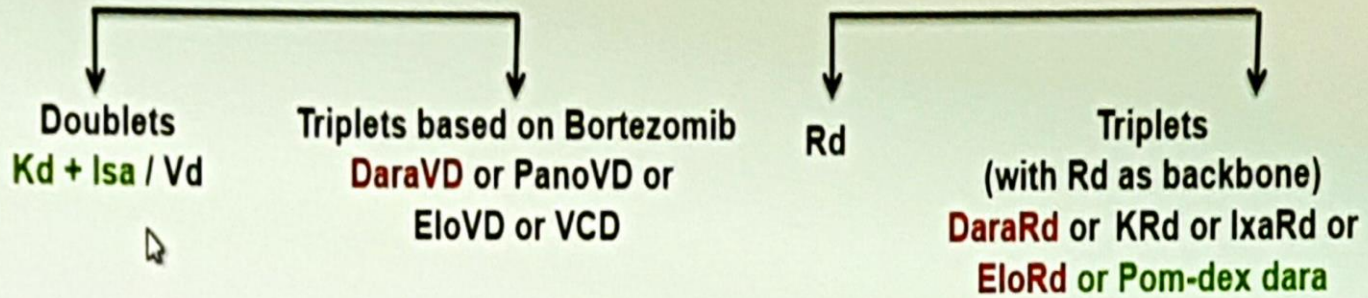 Doublets
Kd + Isa / Vd
Triplets based on Bortezomib
DaraVD or PanoVD or
EloVD or VCD
Rd
Triplets
(with Rd as backbone)
DaraRd or KRd or IxaRd or
EloRd or Pom-dex dara